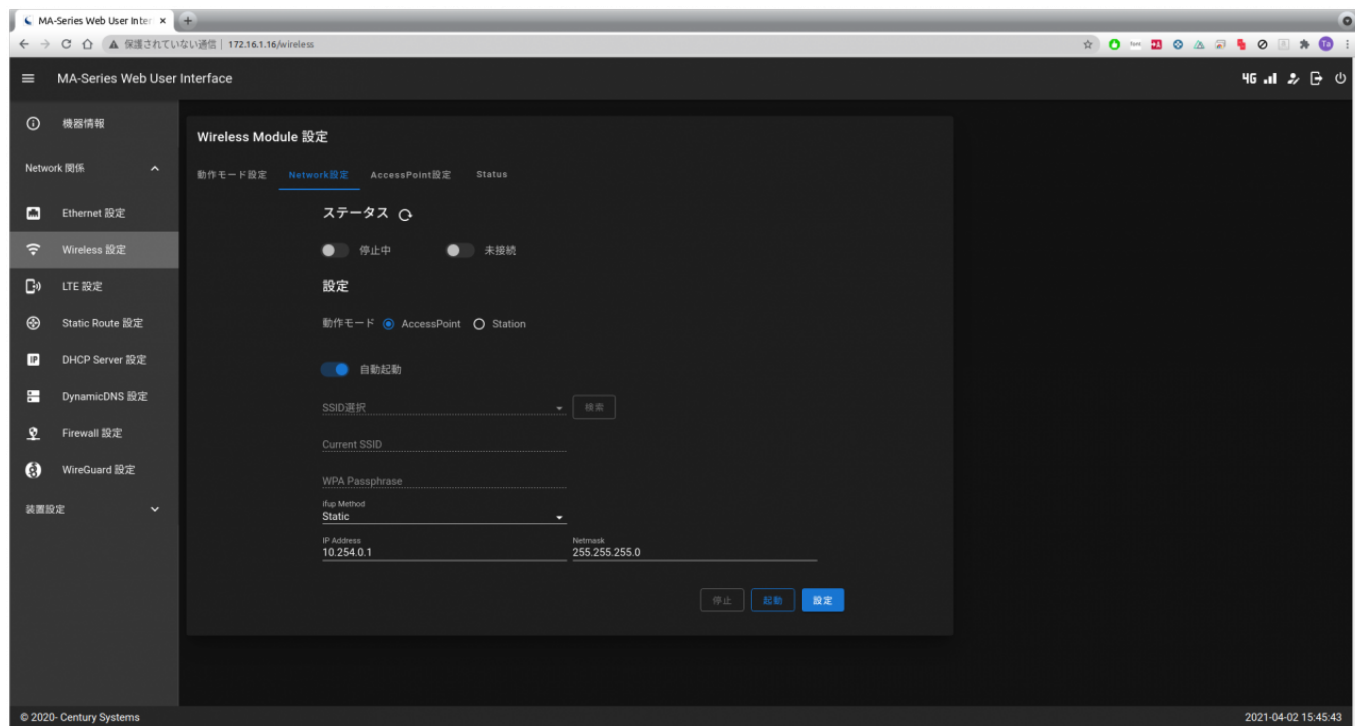 MA-Series Web User Inter
保護されていない通信 | 172.16.1.16/wireless
MA-Series Web User Interface
4G
機器情報
Network 関係
Ethernet 設定
Wireless 設定
LTE 設定
Static Route 設定
DHCP Server 設定
DynamicDNS 設定
Firewall 設定
WireGuard 設定
装置設定
Wireless Module 設定
動作モード設定 Network設定 AccessPoint設定 Status
ステータス
停止中 未接続
設定
動作モード AccessPoint Station
自動起動
SSID選択 検索
Current SSID
WPA Passphrase
Ifup Method
Static
IP Address Netmask
10.254.0.1 255.255.255.0
停止 起動 設定
© 2020- Century Systems 2021-04-02 15:45:43